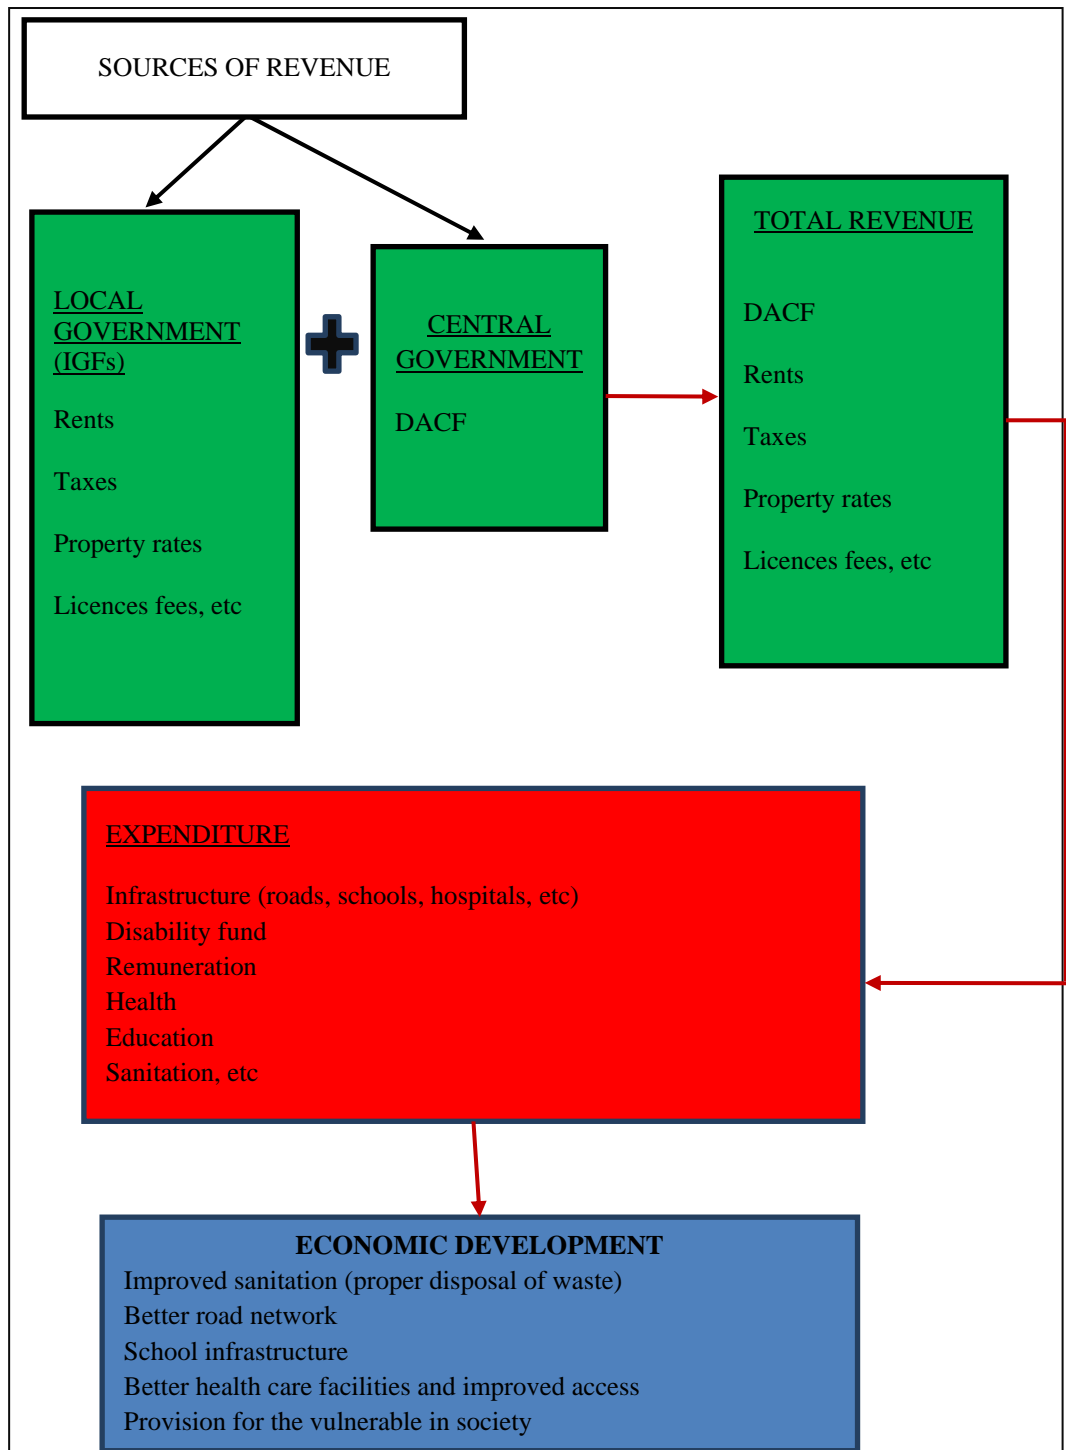 SOURCES OF REVENUE
LOCAL
GOVERNMENT
(IGFs)
Rents
Taxes
Property rates
Licences fees, etc
CENTRAL
GOVERNMENT
DACF
TOTAL REVENUE
DACF
Rents
Taxes
Property rates
Licences fees, etc
EXPENDITURE
Infrastructure (roads, schools, hospitals, etc)
Disability fund
Remuneration
Health
Education
Sanitation, etc
ECONOMIC DEVELOPMENT
Improved sanitation (proper disposal of waste)
Better road network
School infrastructure
Better health care facilities and improved access
Provision for the vulnerable in society